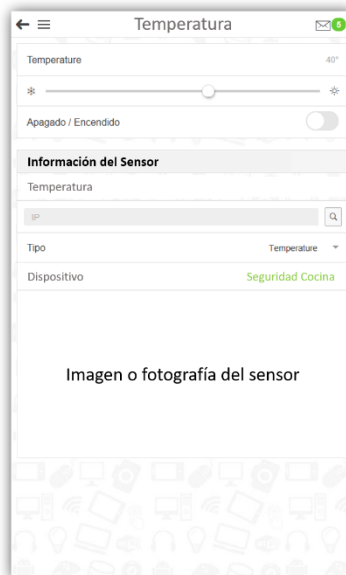 Temperatura
5
Temperature
40°
Apagado / Encendido
Información del Sensor
Temperatura
IP
Tipo
Temperature
Dispositivo
Seguridad Cocina
Imagen o fotografía del sensor